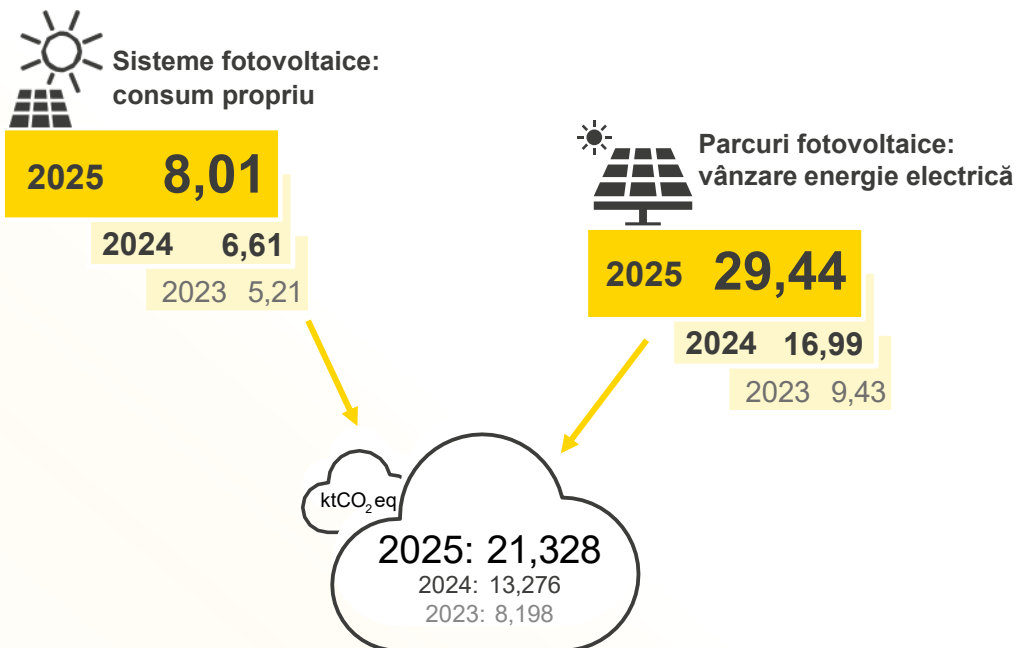 Sisteme fotovoltaice:
consum propriu
2025 8,01
2024 6,61
2023 5,21
Parcuri fotovoltaice:
vânzare energie electrică
2025 29,44
2024 16,99
2023 9,43
ktCO₂eq
2025: 21,328
2024: 13,276
2023: 8,198